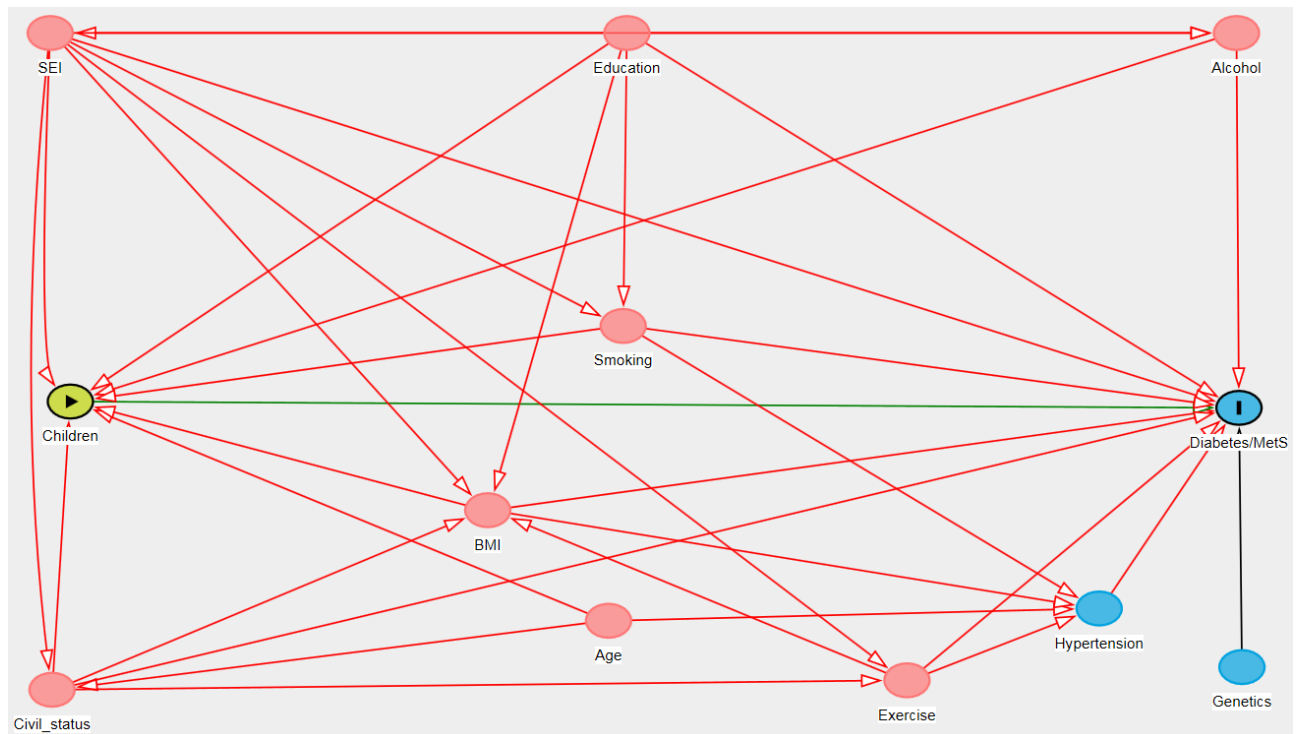 SEI
Education
Alcohol
Smoking
Children
Diabetes/MetS
BMI
Age
Hypertension
Genetics
Exercise
Civil_status